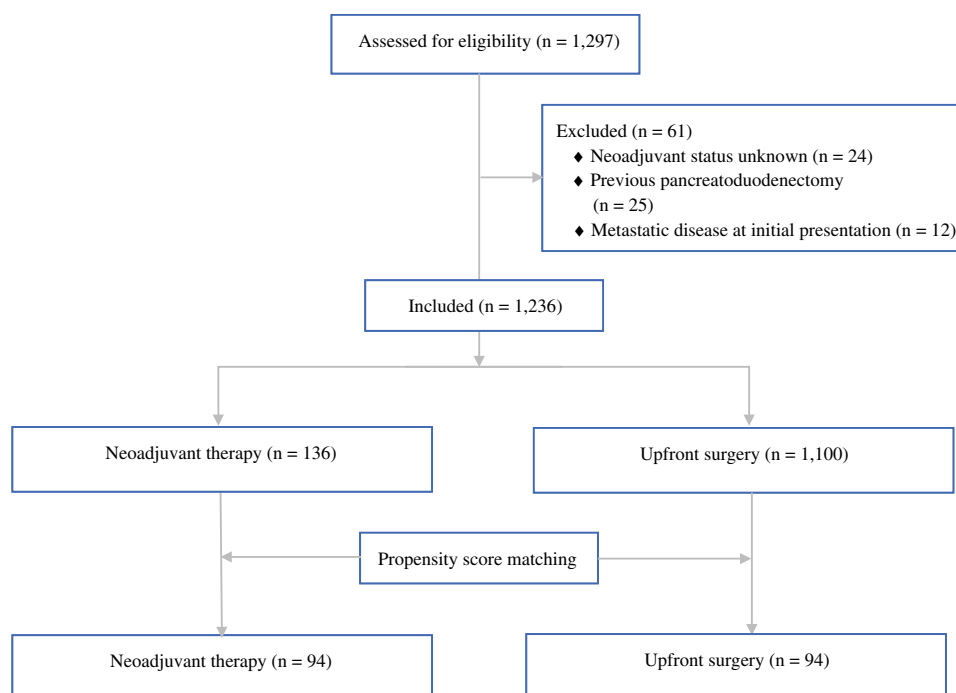 Assessed for eligibility (n = 1,297)
Excluded (n = 61)
♦ Neoadjuvant status unknown (n = 24)
♦ Previous pancreatoduodenectomy
(n = 25)
♦ Metastatic disease at initial presentation (n = 12)
Included (n = 1,236)
Neoadjuvant therapy (n = 136)
Upfront surgery (n = 1,100)
Propensity score matching
Neoadjuvant therapy (n = 94)
Upfront surgery (n = 94)